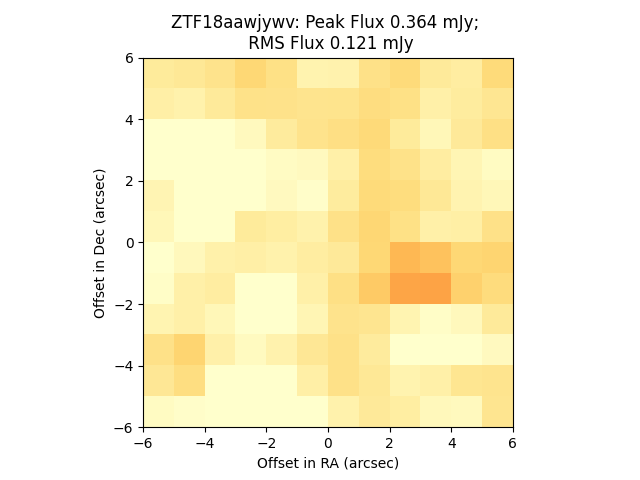 ZTF18aawjywv: Peak Flux 0.364 mJy;
RMS Flux 0.121 mJy
6
4
2
0
−2
−4
−6
Offset in Dec (arcsec)
−6 −4 −2 0 2 4 6
Offset in RA (arcsec)